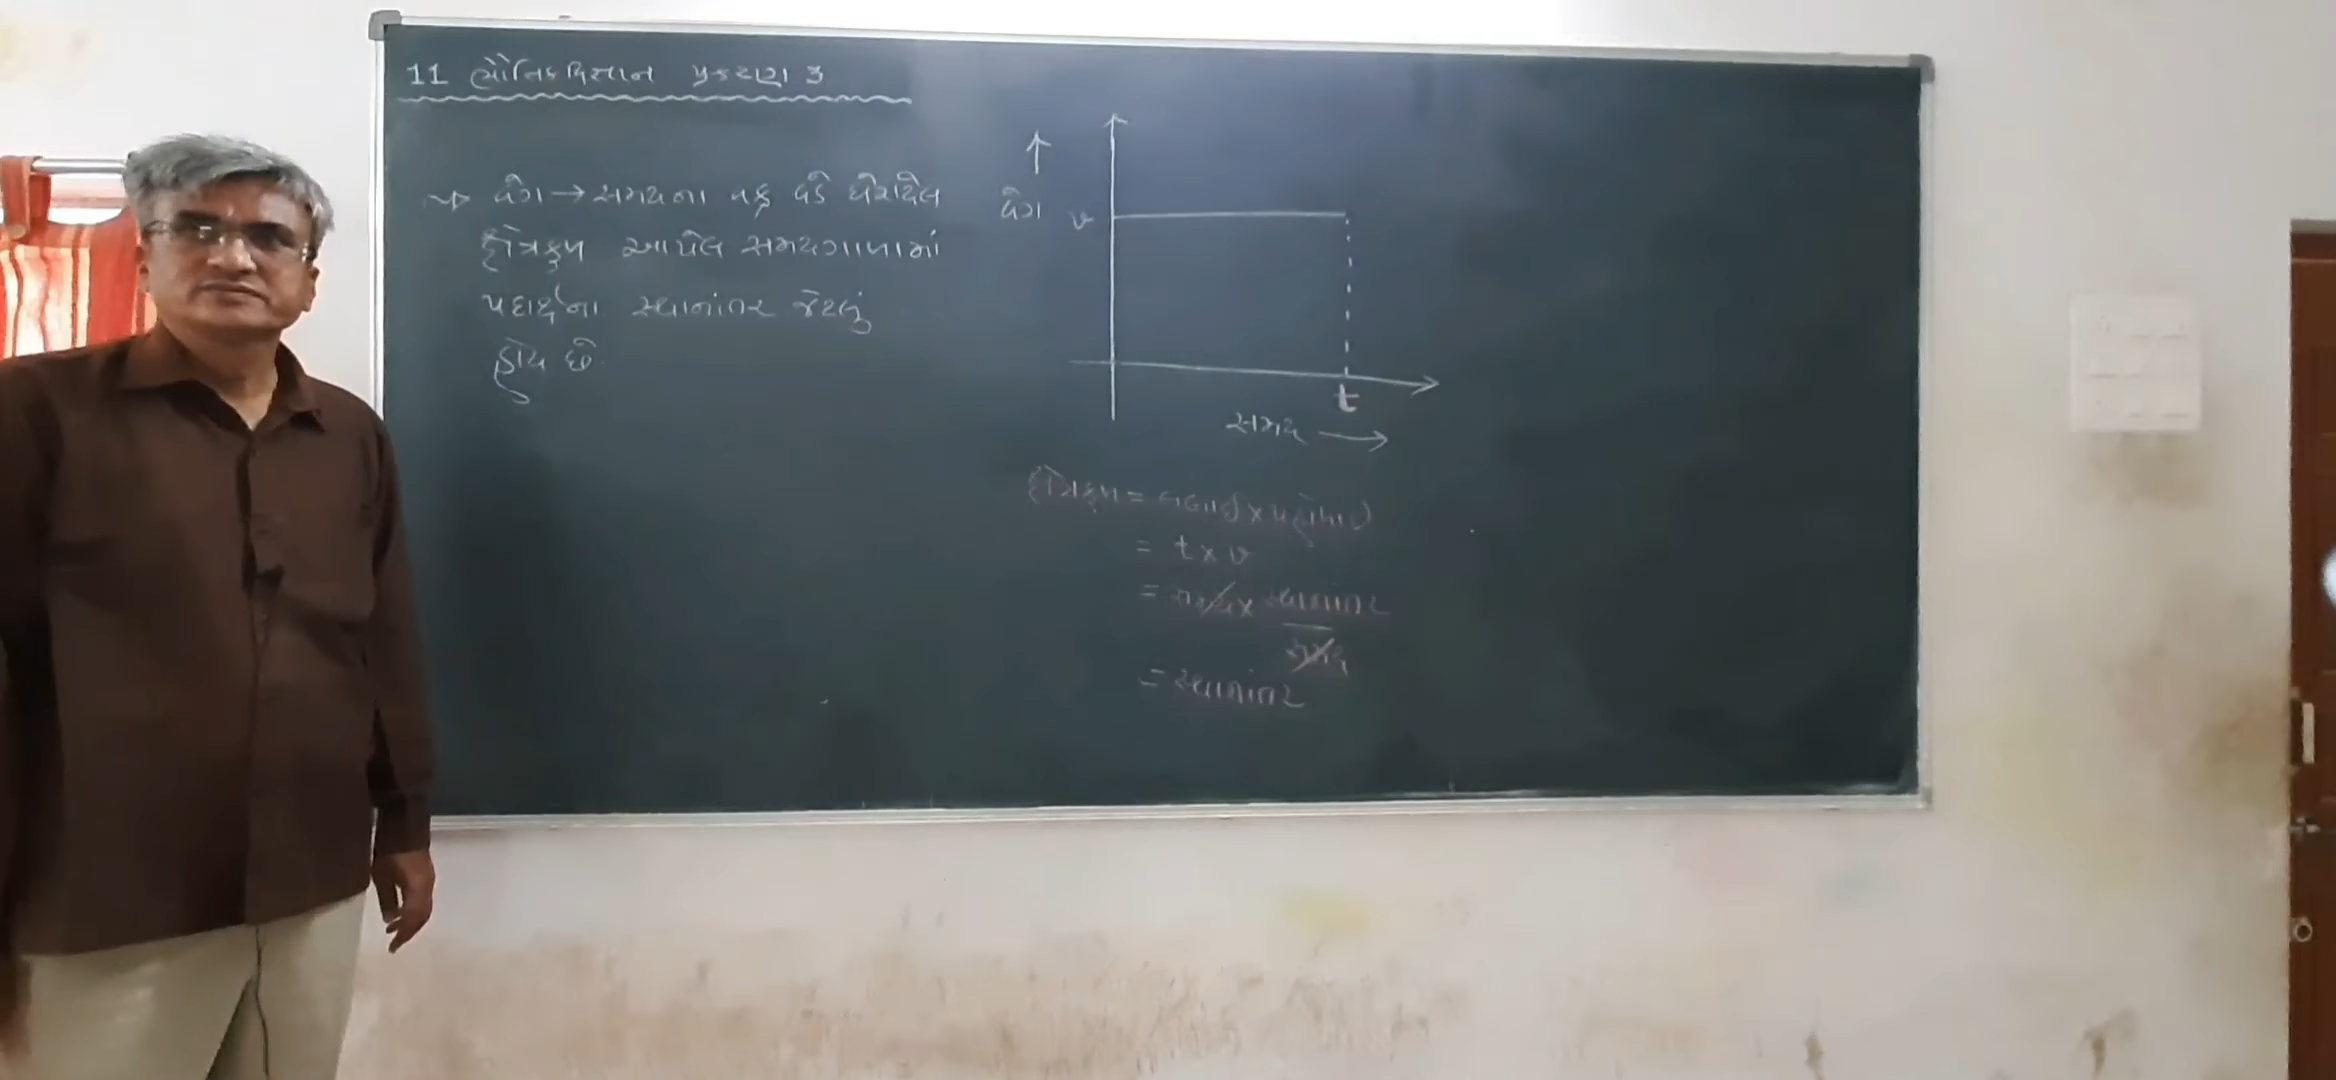 11 ભૌતિકવિજ્ઞાન પ્રકરણ 3
વેગ → સમયના વક્ર વડે ઘેરાયેલ
ક્ષેત્રફળ આપેલ સમયગાળામાં
પદાર્થના સ્થાનાંતર જેટલું
હોય છે
વેગ v
t
સમય →
ક્ષેત્રફળ = લંબાઈ × પહોળાઈ
= t × v
= સમય × સ્થાનાંતર
સમય
= સ્થાનાંતર